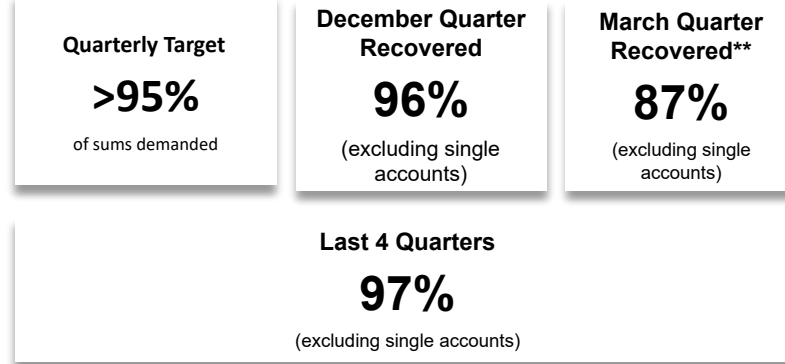 Quarterly Target
>95%
of sums demanded
December Quarter
Recovered
96%
(excluding single
accounts)
March Quarter
Recovered**
87%
(excluding single
accounts)
Last 4 Quarters
97%
(excluding single accounts)